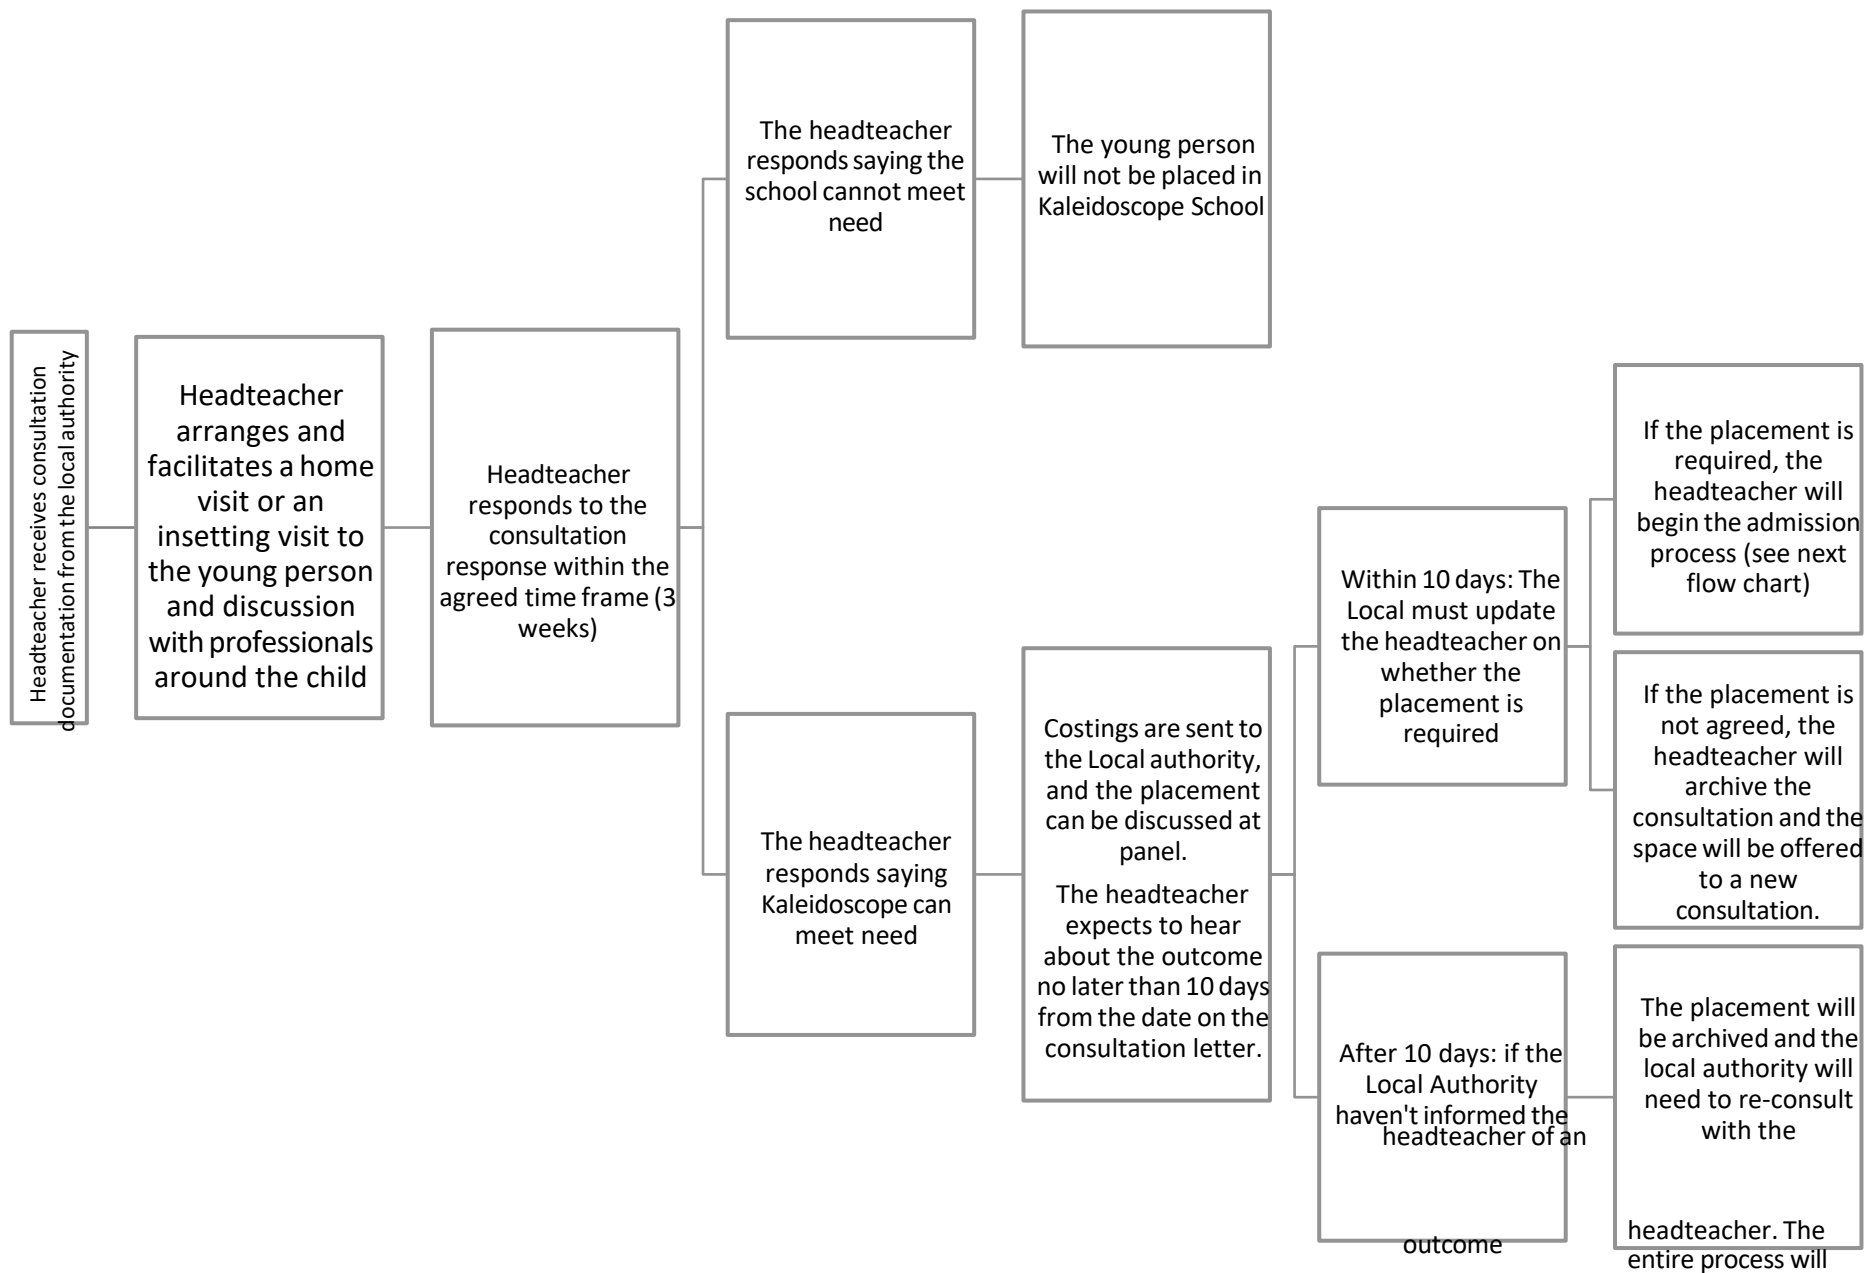 Headteacher receives consultation
documentation from the local authority
Headteacher
arranges and
facilitates a home
visit or an
insetting visit to
the young person
and discussion
with professionals
around the child
Headteacher
responds to the
consultation
response within the
agreed time frame (3
weeks)
The headteacher
responds saying the
school cannot meet
need
The young person
will not be placed in
Kaleidoscope School
The headteacher
responds saying
Kaleidoscope can
meet need
Costings are sent to
the Local authority,
and the placement
can be discussed at
panel.
The headteacher
expects to hear
about the outcome
no later than 10 days
from the date on the
consultation letter.
Within 10 days: The
Local must update
the headteacher on
whether the
placement is
required
If the placement is
required, the
headteacher will
begin the admission
process (see next
flow chart)
If the placement is
not agreed, the
headteacher will
archive the
consultation and the
space will be offered
to a new
consultation.
After 10 days: if the
Local Authority
haven't informed the
headteacher of an
outcome
The placement will
be archived and the
local authority will
need to re-consult
with the
headteacher. The
entire process will